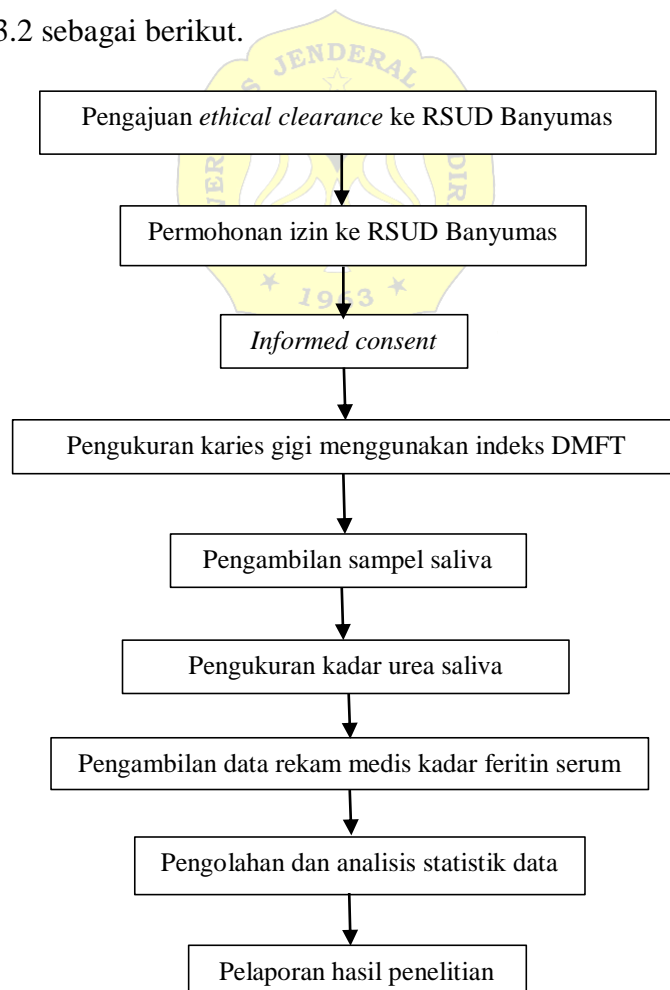 3.2 sebagai berikut.
JENDERAL
Pengajuan ethical clearance ke RSUD Banyumas
Permohonan izin ke RSUD Banyumas
1963
Informed consent
Pengukuran karies gigi menggunakan indeks DMFT
Pengambilan sampel saliva
Pengukuran kadar urea saliva
Pengambilan data rekam medis kadar feritin serum
Pengolahan dan analisis statistik data
Pelaporan hasil penelitian